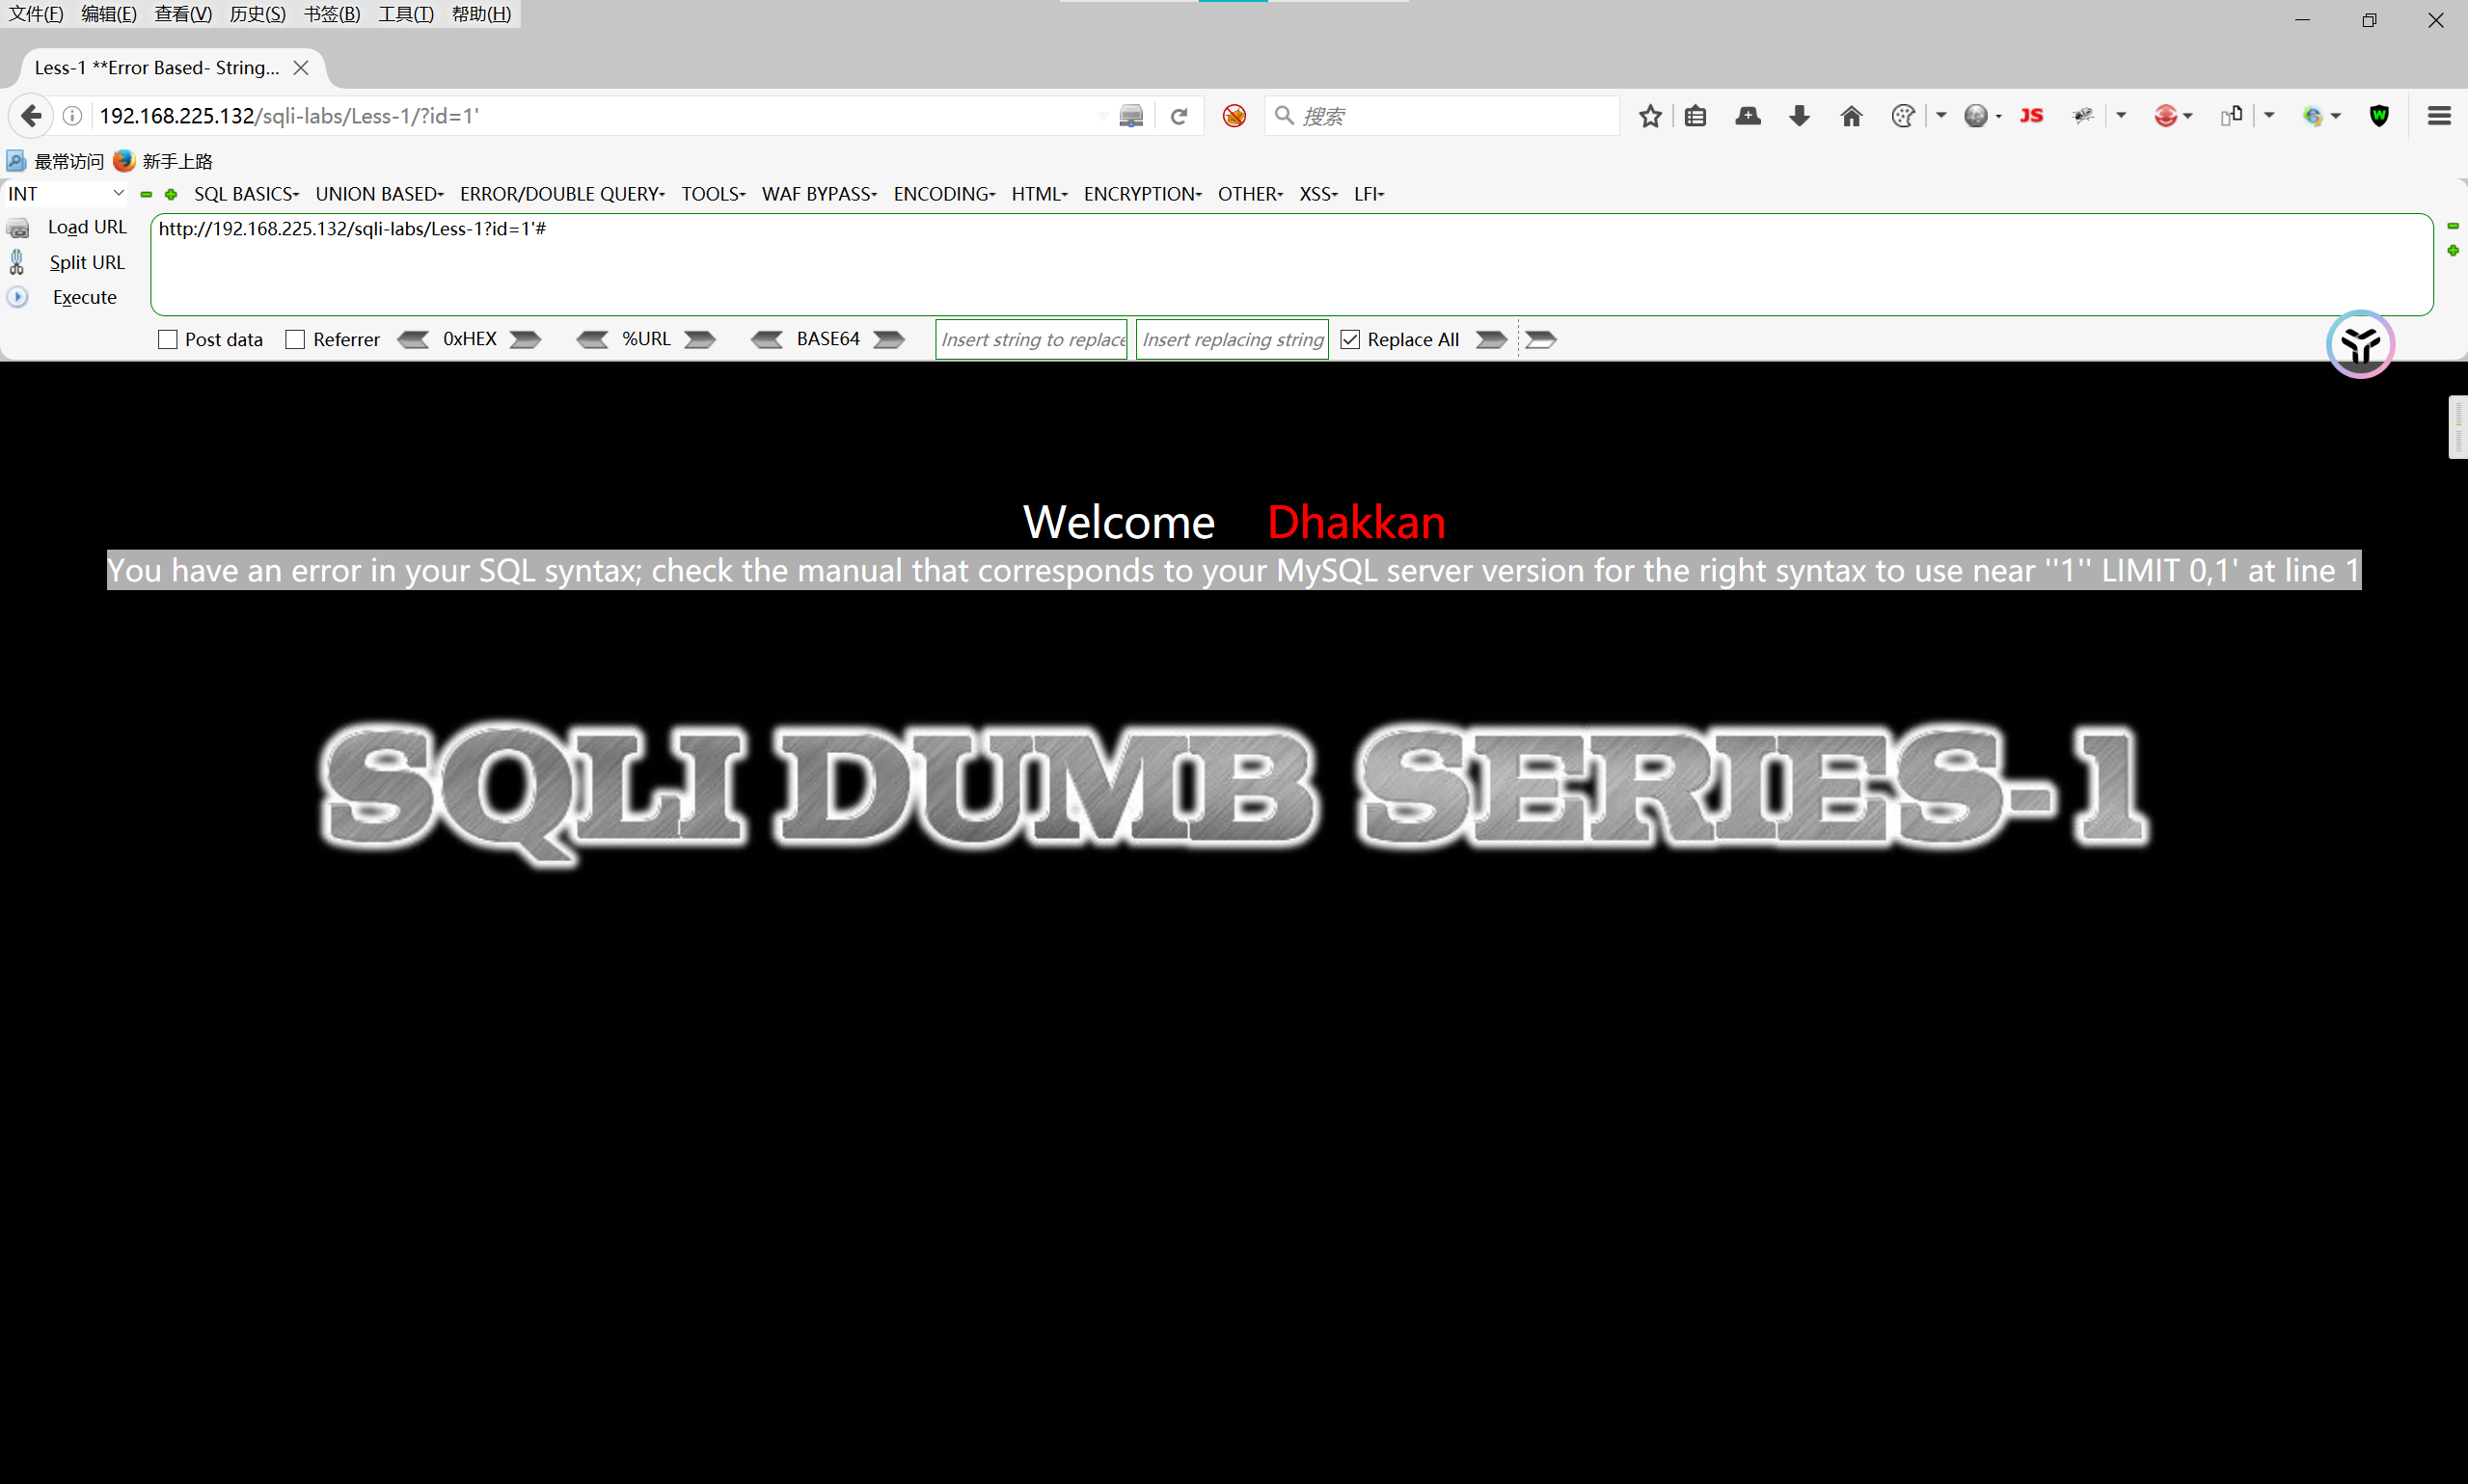 文件(F) 编辑(E) 查看(V) 历史(S) 书签(B) 工具(T) 帮助(H)
Less-1 **Error Based- String...
192.168.225.132/sqli-labs/Less-1/?id=1' 搜索 JS W
最常访问 新手上路
INT SQL BASICS UNION BASED ERROR/DOUBLE QUERY TOOLS WAF BYPASS ENCODING HTML ENCRYPTION OTHER XSS LFI
Load URL http://192.168.225.132/sqli-labs/Less-1?id=1'#
Split URL
Execute
Post data Referrer 0xHEX %URL BASE64 Insert string to replace Insert replacing string Replace All
Welcome Dhakkan
You have an error in your SQL syntax; check the manual that corresponds to your MySQL server version for the right syntax to use near ''1'' LIMIT 0,1' at line 1
SQLI DUMB SERIES-1